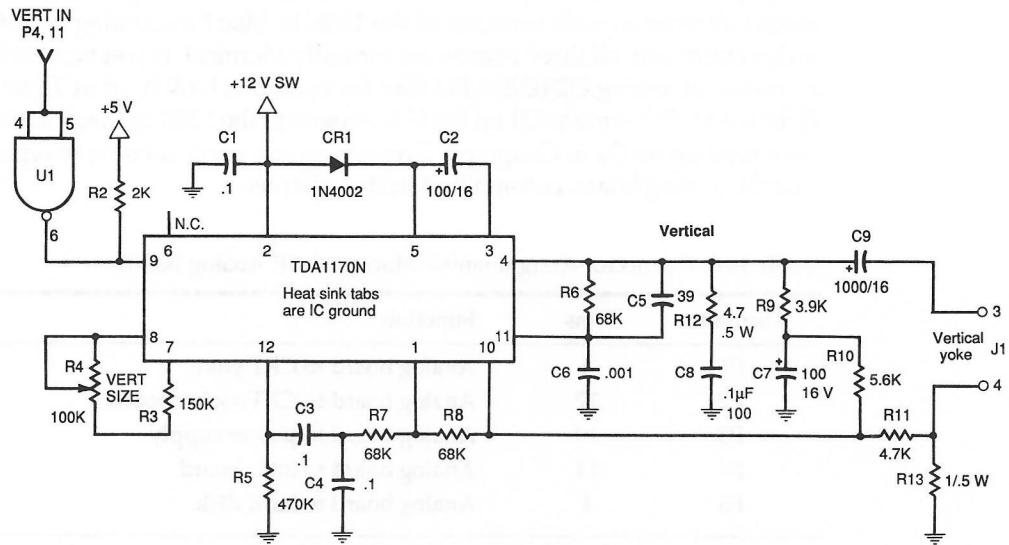 VERT IN
P4, 11
+5 V
+12 V SW
4
5
U1
6
R2
2K
C1
.1
CR1
1N4002
C2
+
100/16
N.C.
6
2
5
3
9
TDA1170N
Heat sink tabs
are IC ground
4
8
11
7
12
1
10
Vertical
C9
+
1000/16
R6
68K
C5
39
R12
4.7
.5 W
R9
3.9K
3
Vertical
yoke
J1
4
C6
.001
C8
.1µF
100
C7
+
100
16 V
R10
5.6K
R4
VERT
SIZE
100K
R3
150K
C3
.1
R7
68K
R8
68K
R11
4.7K
R5
470K
C4
.1
R13
1/.5 W